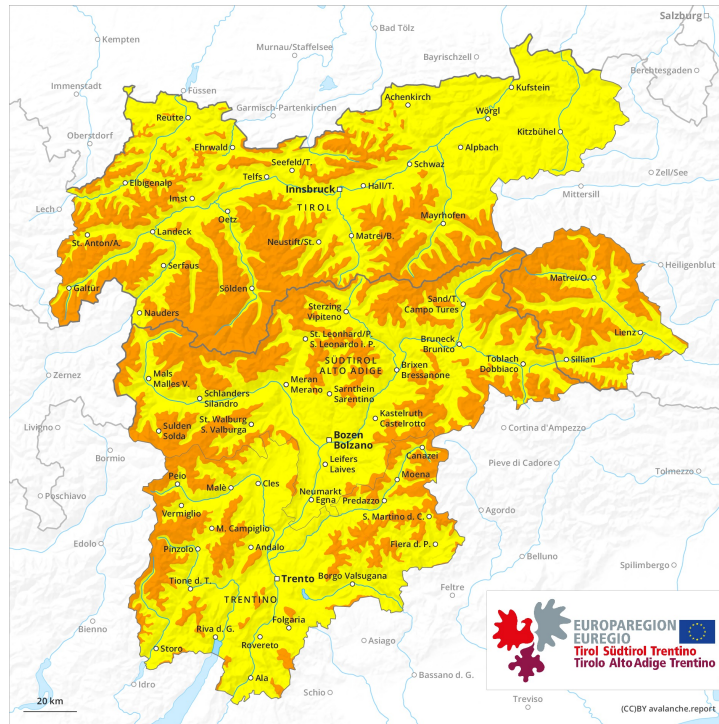 Salzburg
Kempten
Bad Tölz
Murnau/Staffelsee
Bayrischzell
Berchtesgaden
Immenstadt
Füssen
Kufstein
Garmisch-Partenkirchen
Achenkirch
Reutte
Wörgl
Oberstdorf
Kitzbühel
Ehrwald
Alpbach
Seefeld/T.
Schwaz
Zell/See
Telfs
Elbigenalp
Innsbruck
Hall/T.
Mittersill
Imst
TIROL
Lech
Oetz
Mayrhofen
Landeck
St. Anton/A.
Neustift/St.
Matrei/B.
Serfaus
Heiligenblut
Galtür
Sölden
Matrei/O.
Nauders
Sterzing
Vipiteno
Sand/T.
Campo Tures
Lienz
St. Leonhard/P.
S. Leonardo i. P.
Bruneck
Brunico
SÜDTIROL
ALTO ADIGE
Toblach
Dobbiaco
Sillian
Zernez
Mals
Malles V.
Meran
Merano
Brixen
Bressanone
Schlanders
Silandro
Sarnthein
Sarentino
St. Walburg
S. Valburga
Kastelruth
Castelrotto
Livigno
Sulden
Solda
Cortina d'Ampezzo
Bozen
Bolzano
Bormio
Canazei
Leifers
Laives
Pieve di Cadore
Tolmezzo
Peio
Malè
Cles
Moena
Poschiavo
Neumarkt
Egna
Predazzo
Vermiglio
Agordo
S. Martino d. C.
M. Campiglio
Edolo
Pinzolo
Andalo
Fiera d. P.
Belluno
Spilimbergo
Tione d. T.
Trento
Borgo Valsugana
Feltre
TRENTINO
Bienno
Riva d. G.
Folgaria
Storo
Rovereto
Asiago
Idro
Ala
Schio
Bassano d. G.
Treviso
EUROPAREGION
EUREGIO
Tirol Südtirol Trentino
Tirolo Alto Adige Trentino
20 km
(CC)BY avalanche.report